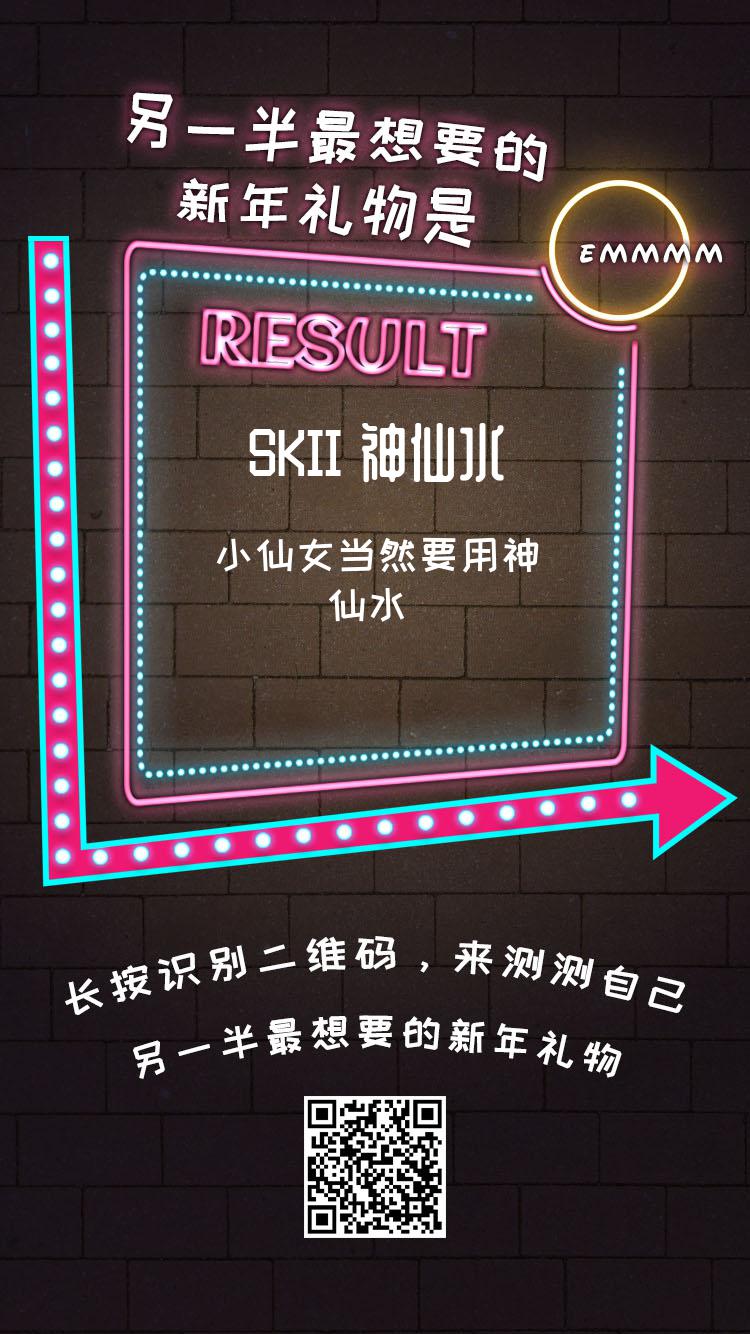 另一半最想要的
新年礼物是
EMMMM
RESULT
SKII 神仙水
小仙女当然要用神
仙水
长按识别二维码，来测测自己
另一半最想要的新年礼物